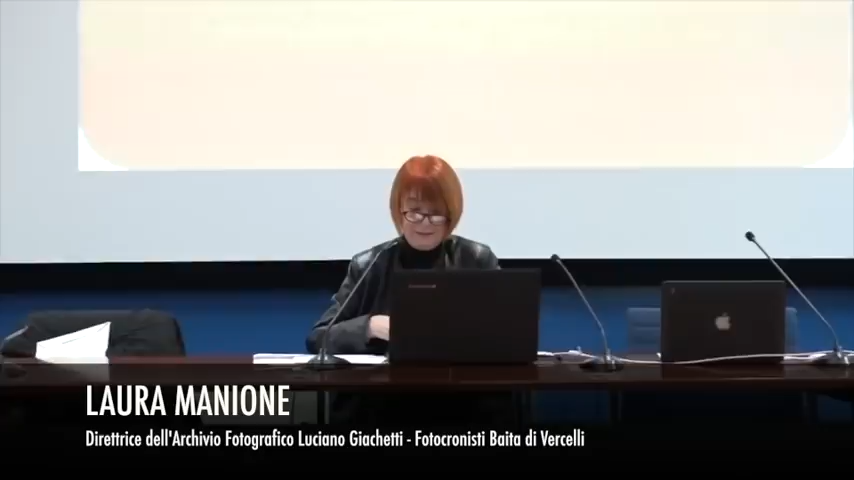 LAURA MANIONE
Direttrice dell'Archivio Fotografico Luciano Giachetti - Fotocronisti Baita di Vercelli